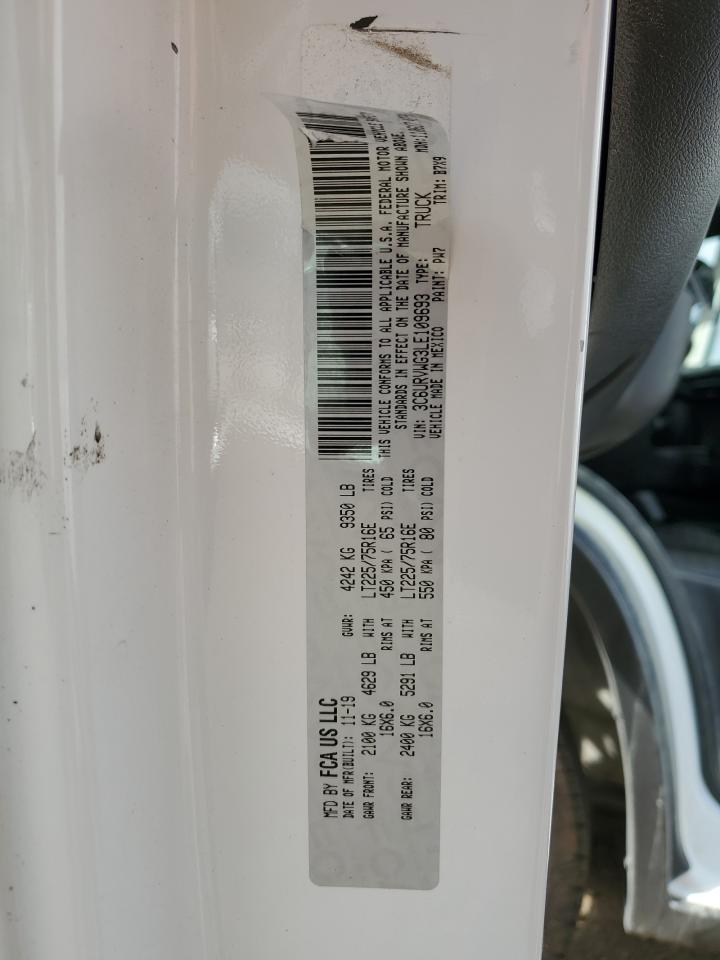 MFD BY FCA US LLC
DATE OF MFR(BUILT): 11-19 GVWR: 4242 KG 9350 LB
GAWR FRONT: 2100 KG 4629 LB WITH LT225/75R16E TIRES
16X6.0 RIMS AT 450 KPA( 65 PSI) COLD
GAWR REAR: 2400 KG 5291 LB WITH LT225/75R16E TIRES
16X6.0 RIMS AT 550 KPA( 80 PSI) COLD
THIS VEHICLE CONFORMS TO ALL APPLICABLE U.S.A. FEDERAL MOTOR VEHICLE
STANDARDS IN EFFECT ON THE DATE OF MANUFACTURE SHOWN ABOVE.
VIN: 3C6URVWG3LE109693 TYPE: TRUCK
VEHICLE MADE IN MEXICO PAINT: PW7 TRIM: B7X9
MDH: